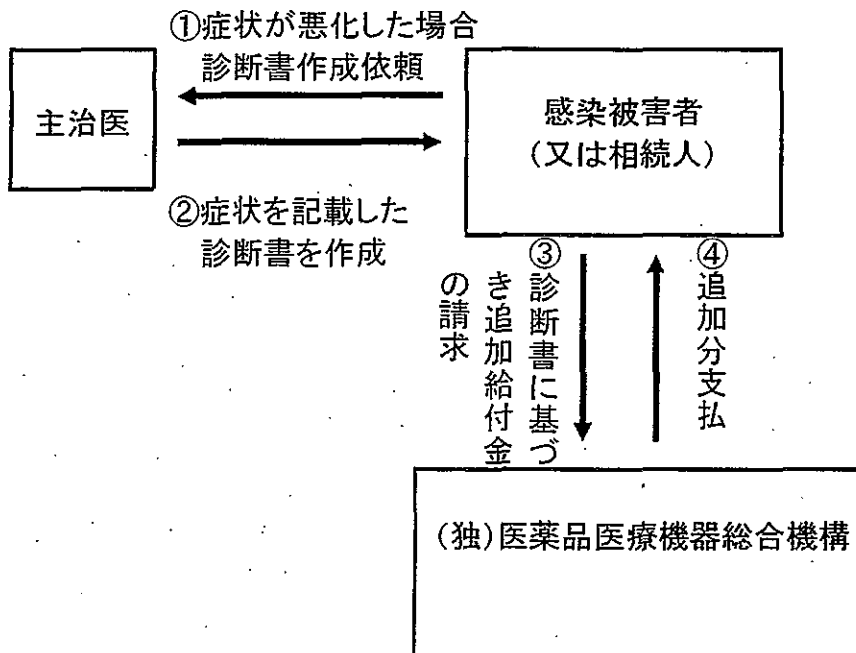 ①症状が悪化した場合
診断書作成依頼
主治医
感染被害者
(又は相続人)
②症状を記載した
診断書を作成
③診断書に基づ
き追加給付金
の請求
④追加分支払
(独)医薬品医療機器総合機構